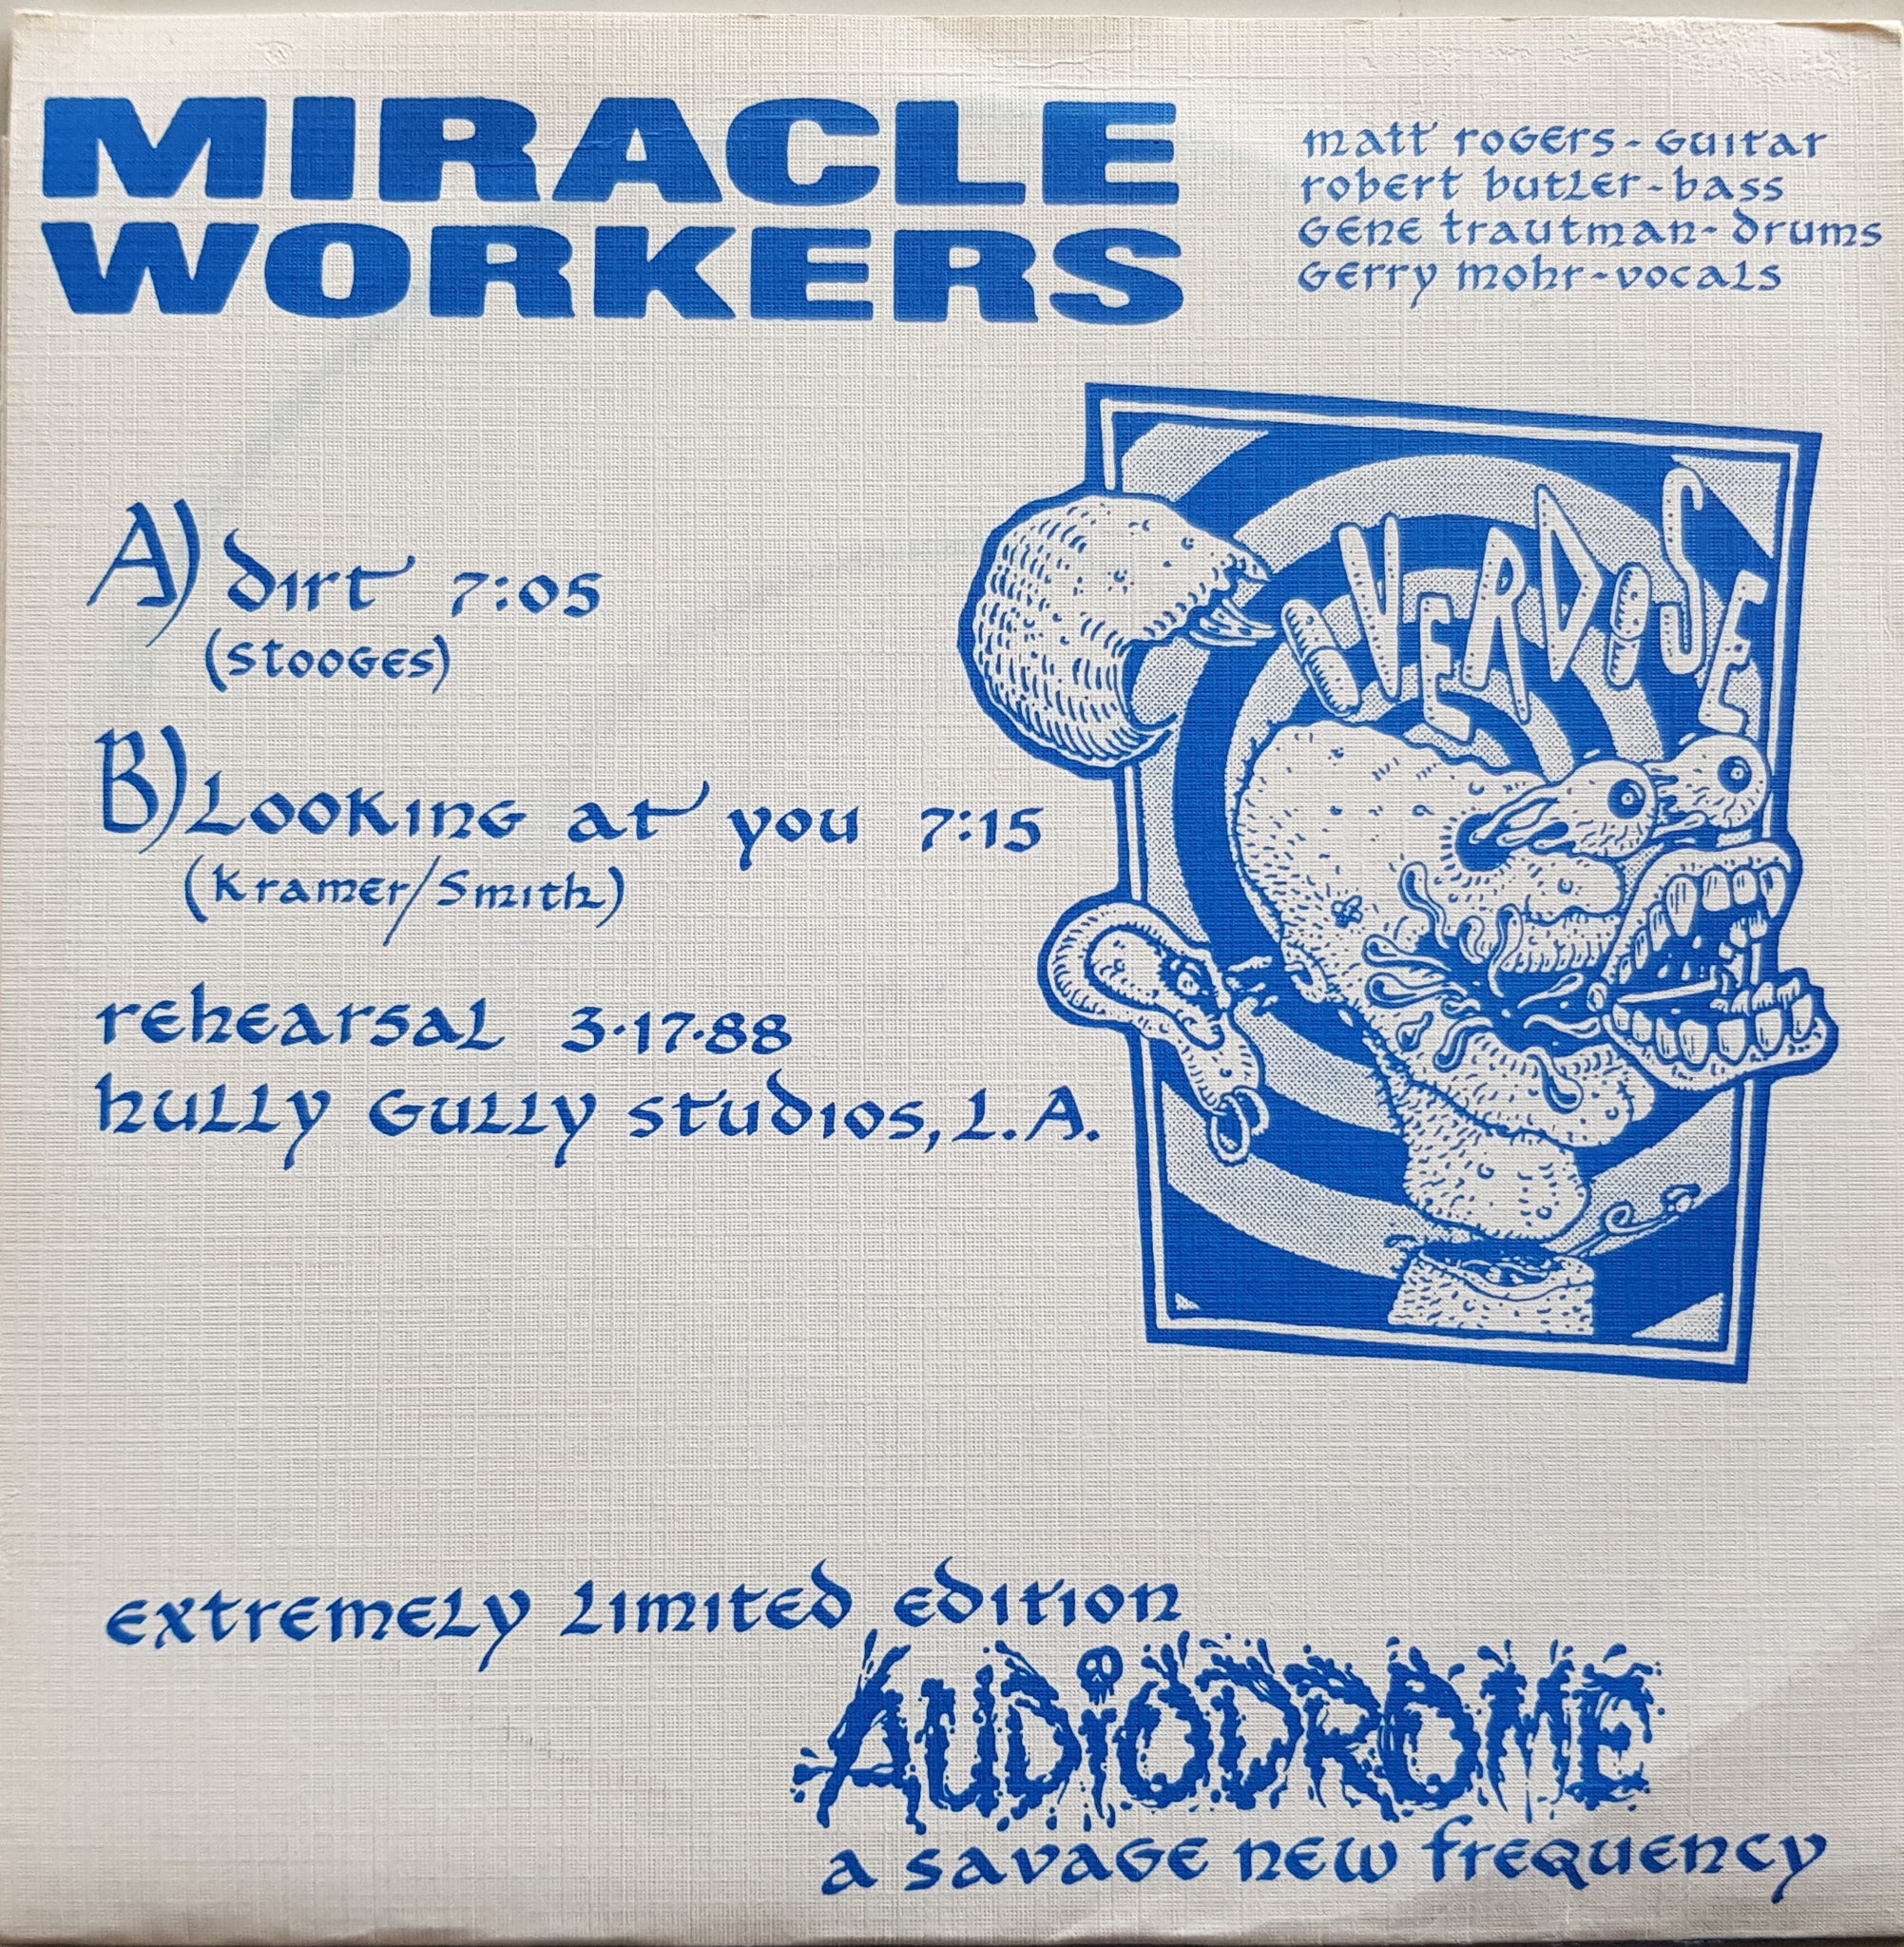 MIRACLE
WORKERS
matt rogers - guitar
robert butler - bass
gene trautman - drums
gerry mohr - vocals
OVERDOSE
A) dirt 7:05
(stooges)
B) Looking at you 7:15
(Kramer/Smith)
rehearsal 3·17·88
hully gully studios, L.A.
extremely limited edition
AUDiODROME
a savage new frequency